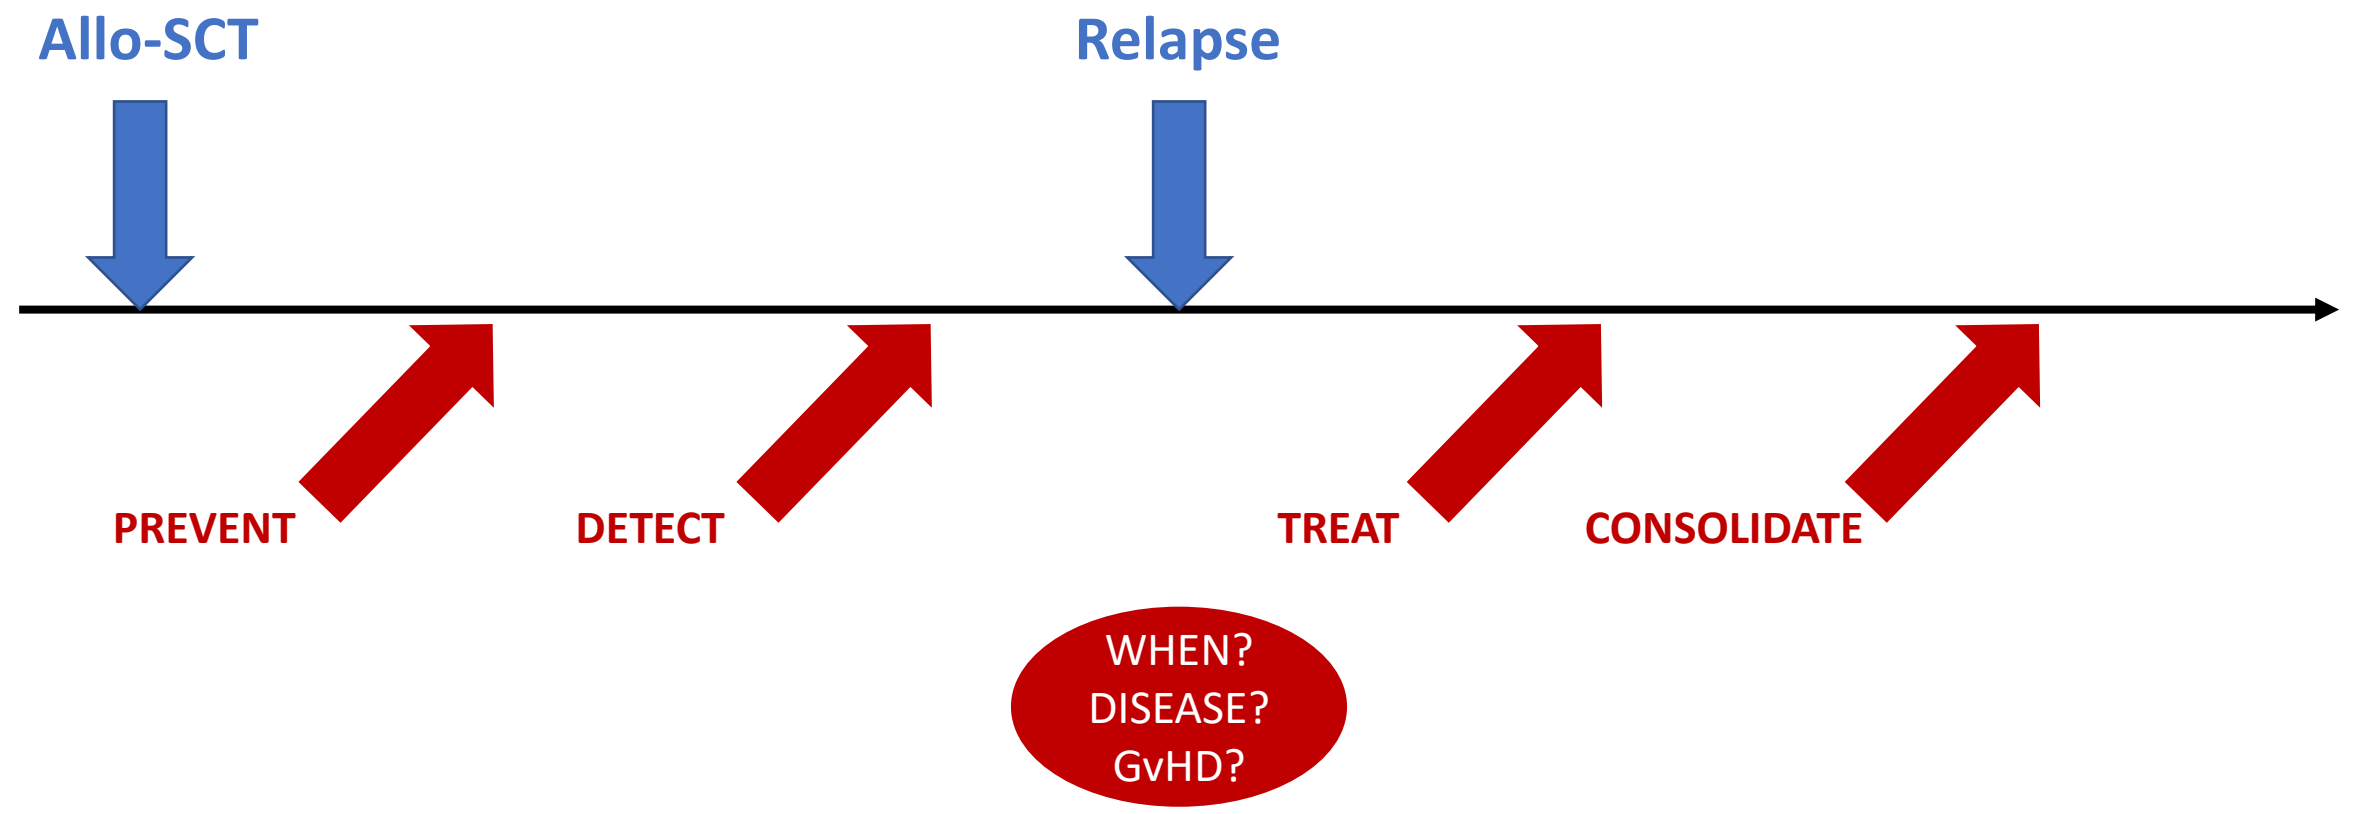 Allo-SCT
Relapse
PREVENT
DETECT
TREAT
CONSOLIDATE
WHEN?
DISEASE?
GvHD?